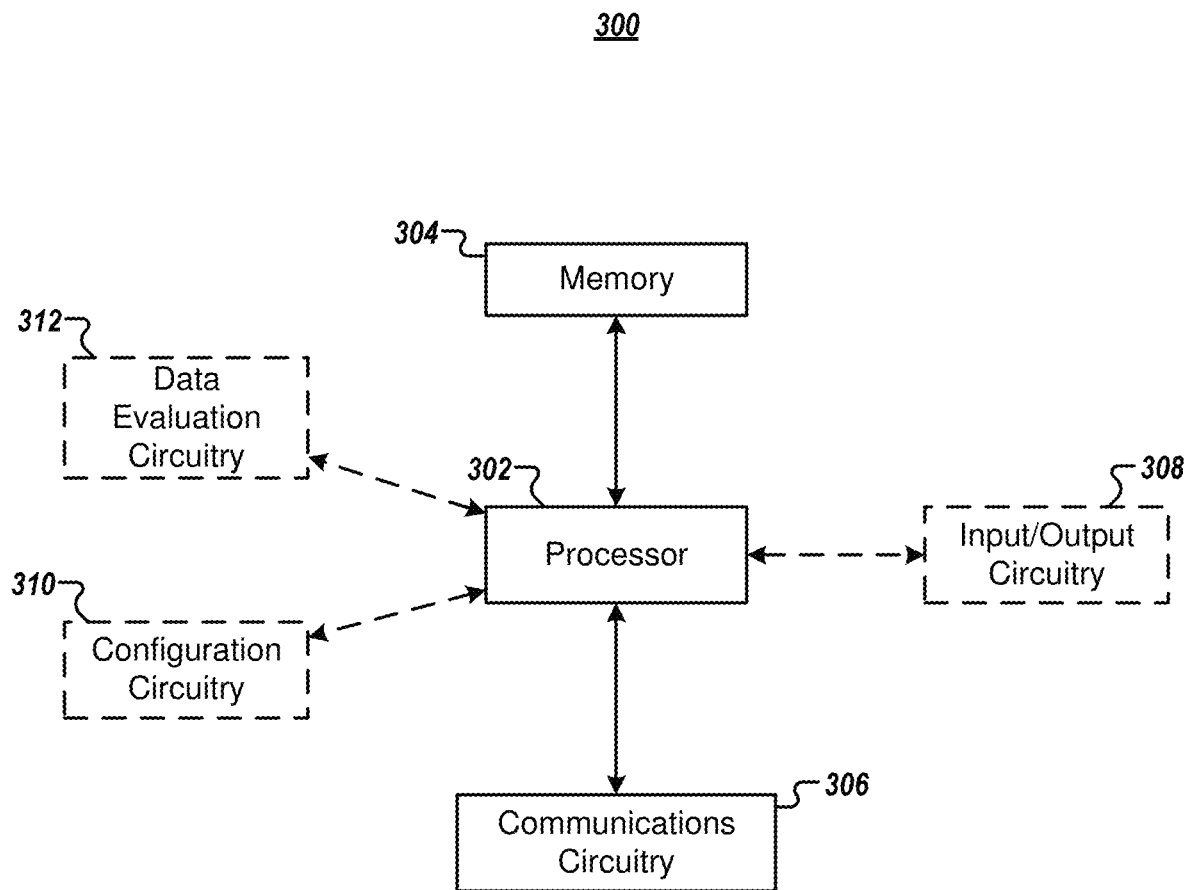 300
304
Memory
312
Data
Evaluation
Circuitry
302
Processor
308
Input/Output
Circuitry
310
Configuration
Circuitry
306
Communications
Circuitry